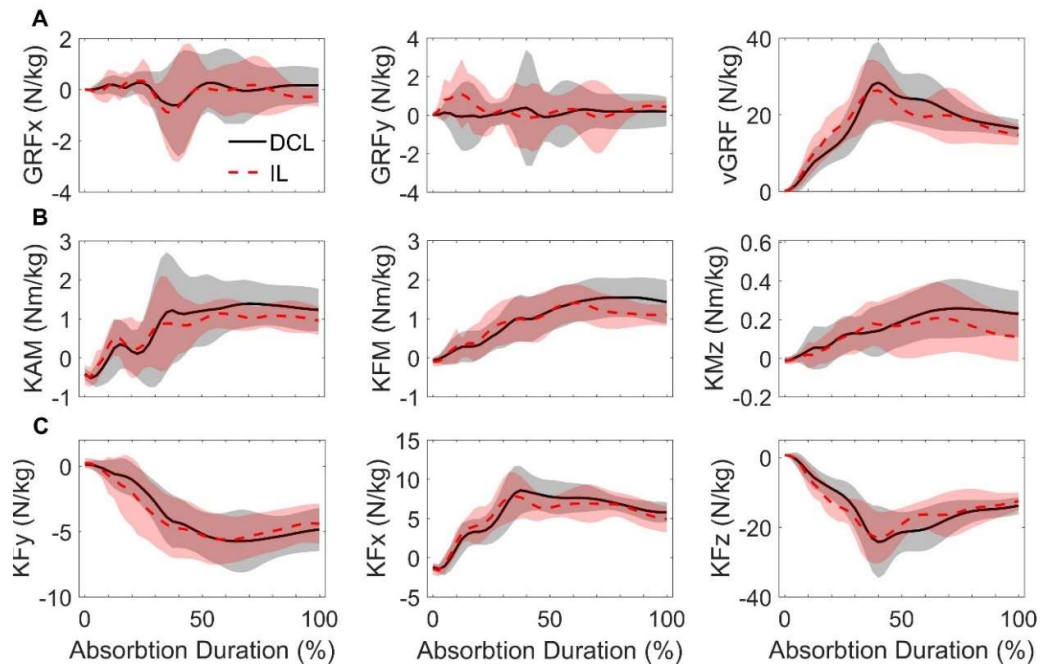 A
GRFx (N/kg)
2
0
-2
-4
DCL
IL
GRFy (N/kg)
4
2
0
-2
-4
vGRF (N/kg)
40
20
0
B
KAM (Nm/kg)
3
2
1
0
-1
KFM (Nm/kg)
3
2
1
0
-1
KMz (Nm/kg)
0.6
0.4
0.2
0
0.2
C
KFy (N/kg)
0
-5
-10
0 50 100
Absorbtion Duration (%)
KFx (N/kg)
15
10
5
0
-5
0 50 100
Absorbtion Duration (%)
KFz (N/kg)
0
-20
-40
0 50 100
Absorbtion Duration (%)